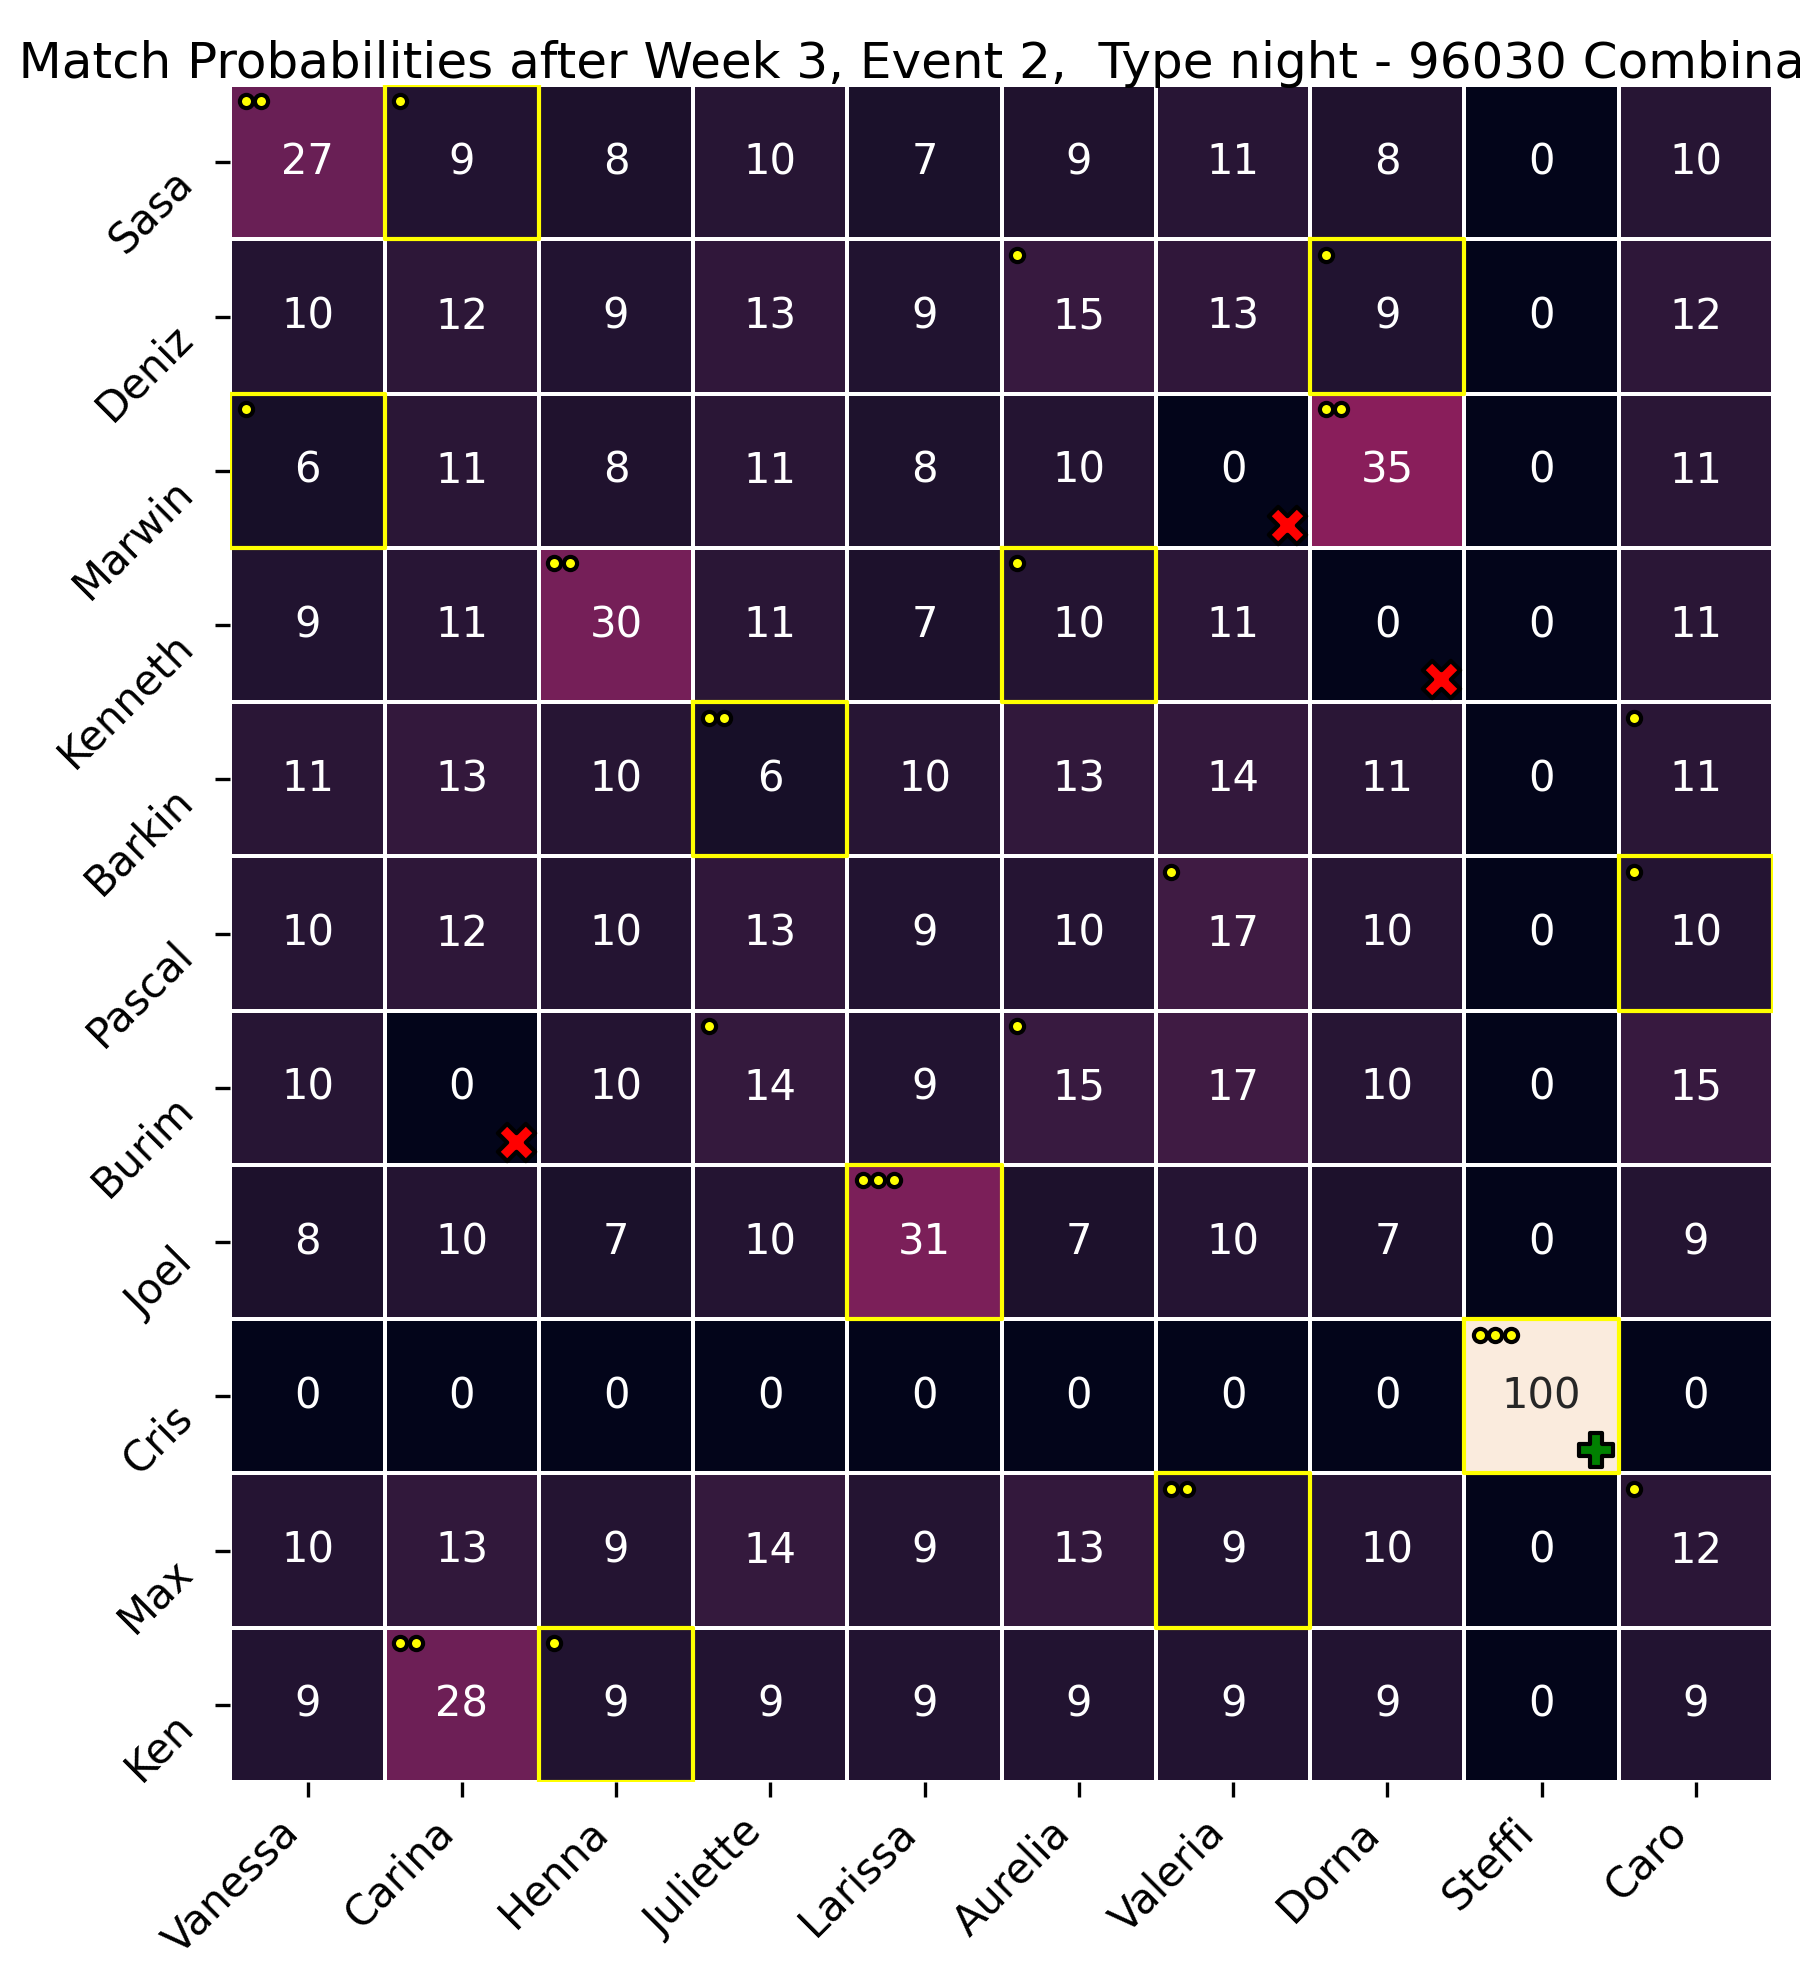 Match Probabilities after Week 3, Event 2, Type night - 96030 Combina
Sasa 27 9 8 10 7 9 11 8 0 10
Deniz 10 12 9 13 9 15 13 9 0 12
Marwin 6 11 8 11 8 10 0 35 0 11
Kenneth 9 11 30 11 7 10 11 0 0 11
Barkin 11 13 10 6 10 13 14 11 0 11
Pascal 10 12 10 13 9 10 17 10 0 10
Burim 10 0 10 14 9 15 17 10 0 15
Joel 8 10 7 10 31 7 10 7 0 9
Cris 0 0 0 0 0 0 0 0 100 0
Max 10 13 9 14 9 13 9 10 0 12
Ken 9 28 9 9 9 9 9 9 0 9
Vanessa Carina Henna Juliette Larissa Aurelia Valeria Dorna Steffi Caro